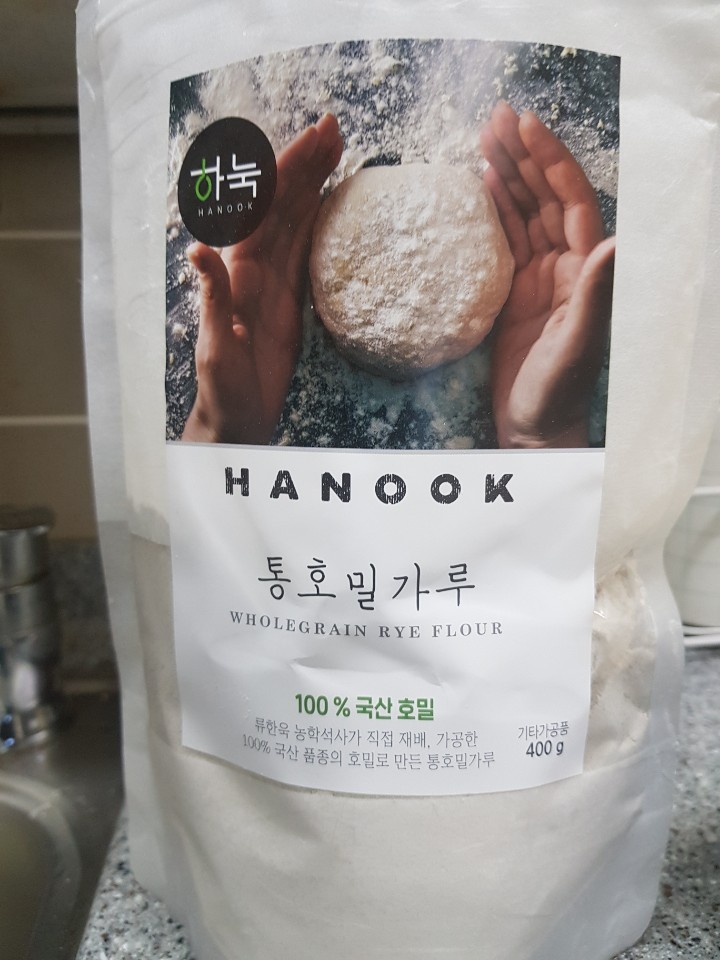 하눅
HANOOK
HANOOK
통호밀가루
WHOLEGRAIN RYE FLOUR
100 % 국산 호밀
류한욱 농학석사가 직접 재배, 가공한
100% 국산 품종의 호밀로 만든 통호밀가루
기타가공품
400 g